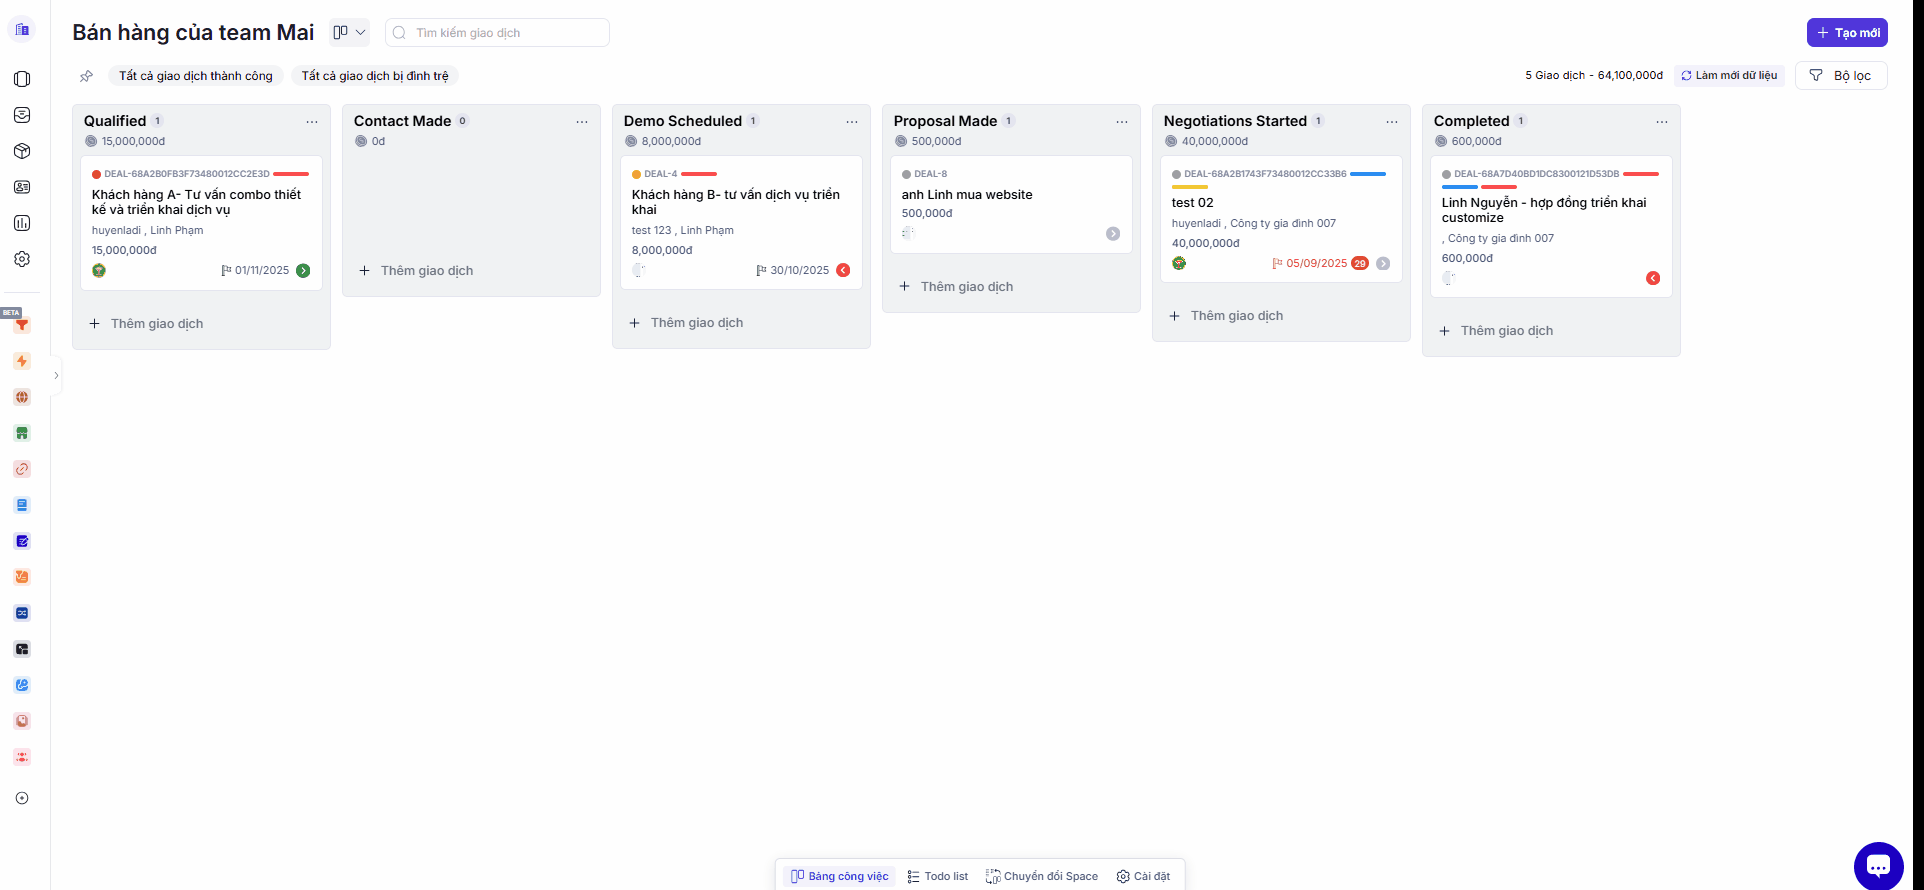 Bán hàng của team Mai
Tìm kiếm giao dịch
Tạo mới
Tất cả giao dịch thành công
Tất cả giao dịch bị đình trệ
5 Giao dịch - 64,100,000đ
Làm mới dữ liệu
Bộ lọc
Qualified 1
15,000,000đ
DEAL-68A2B0FB3F73480012CC2E3D
Khách hàng A- Tư vấn combo thiết
kế và triển khai dịch vụ
huyenladi , Linh Phạm
15,000,000đ
01/11/2025
Thêm giao dịch
Contact Made 0
0đ
Thêm giao dịch
Demo Scheduled 1
8,000,000đ
DEAL-4
Khách hàng B- tư vấn dịch vụ triển
khai
test 123 , Linh Phạm
8,000,000đ
30/10/2025
Thêm giao dịch
Proposal Made 1
500,000đ
DEAL-8
anh Linh mua website
500,000đ
Thêm giao dịch
Negotiations Started 1
40,000,000đ
DEAL-68A2B1743F73480012CC33B6
test 02
huyenladi , Công ty gia đình 007
40,000,000đ
05/09/2025 29
Thêm giao dịch
Completed 1
600,000đ
DEAL-68A7D40BD1DC8300121D53DB
Linh Nguyễn - hợp đồng triển khai
customize
, Công ty gia đình 007
600,000đ
Thêm giao dịch
BETA
Bảng công việc
Todo list
Chuyển đổi Space
Cài đặt